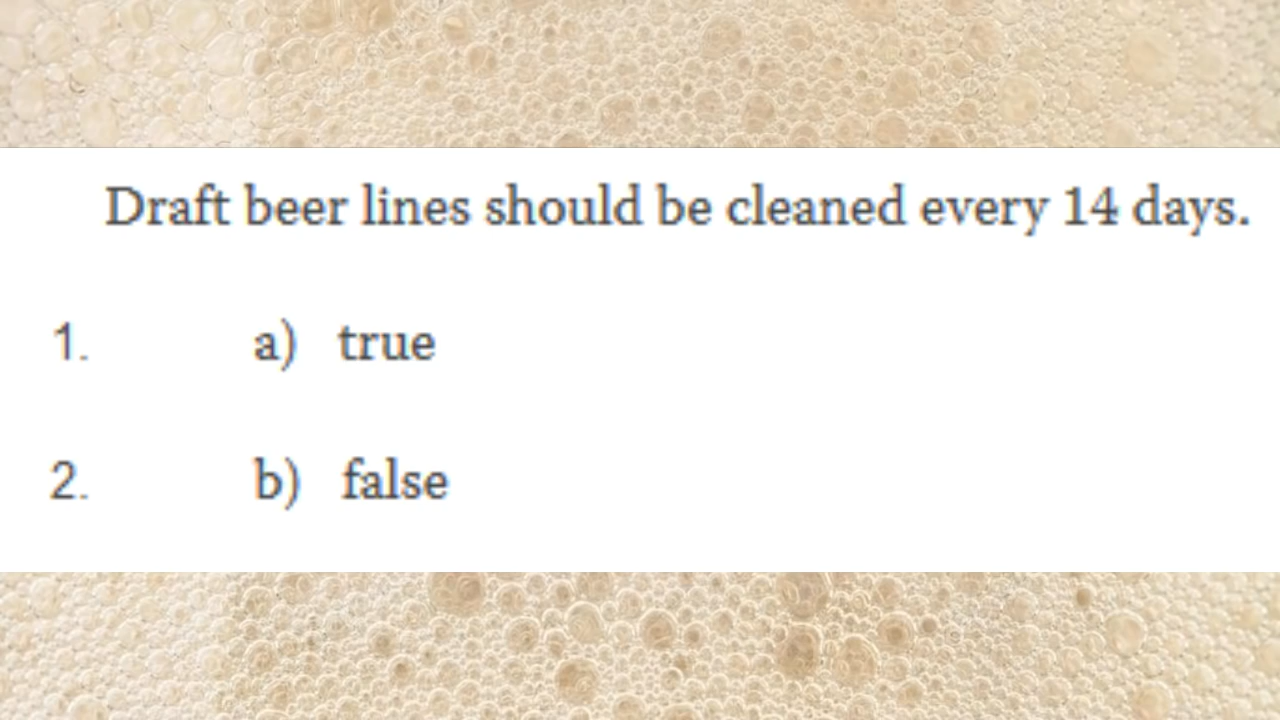 Draft beer lines should be cleaned every 14 days.
1. a) true
2. b) false